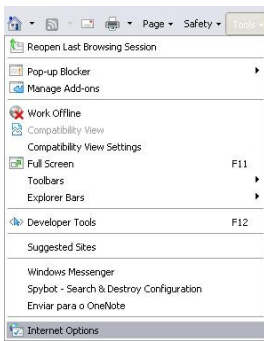 Page Safety Tools
Reopen Last Browsing Session
Pop-up Blocker
Manage Add-ons
Work Offline
Compatibility View
Compatibility View Settings
Full Screen F11
Toolbars
Explorer Bars
Developer Tools F12
Suggested Sites
Windows Messenger
Spybot - Search & Destroy Configuration
Enviar para o OneNote
Internet Options